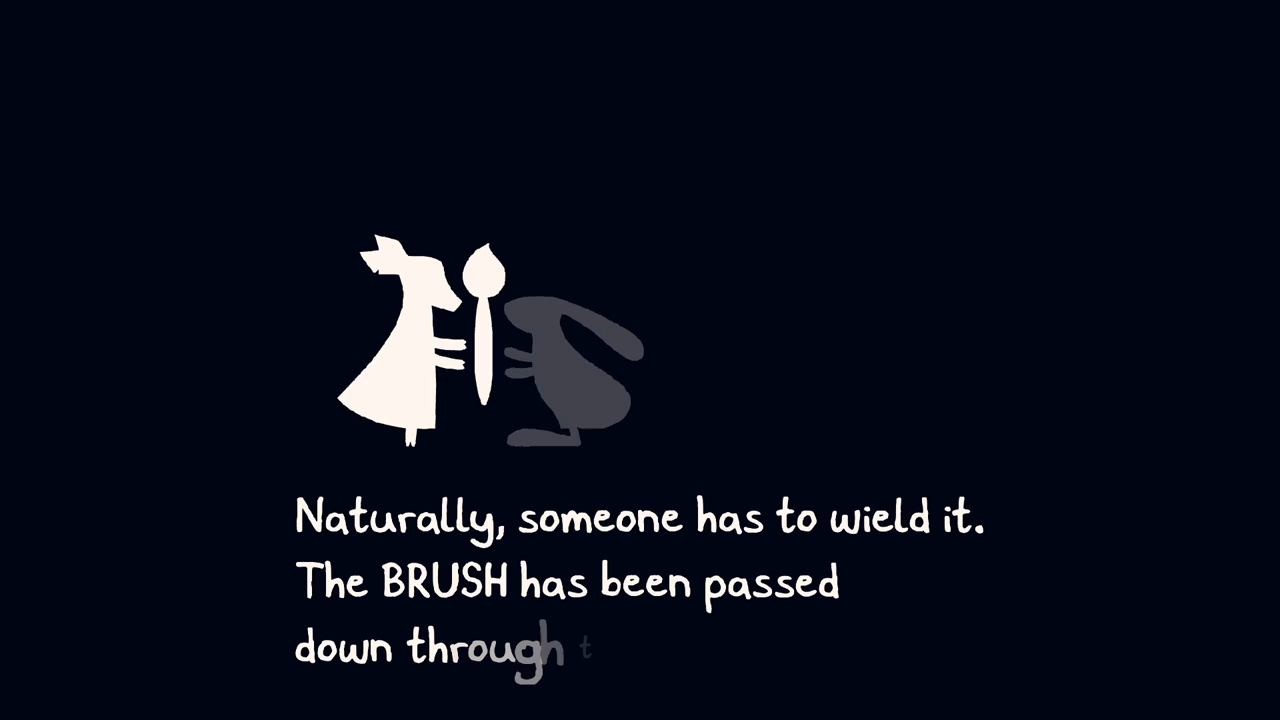 Naturally, someone has to wield it.
The BRUSH has been passed
down through t